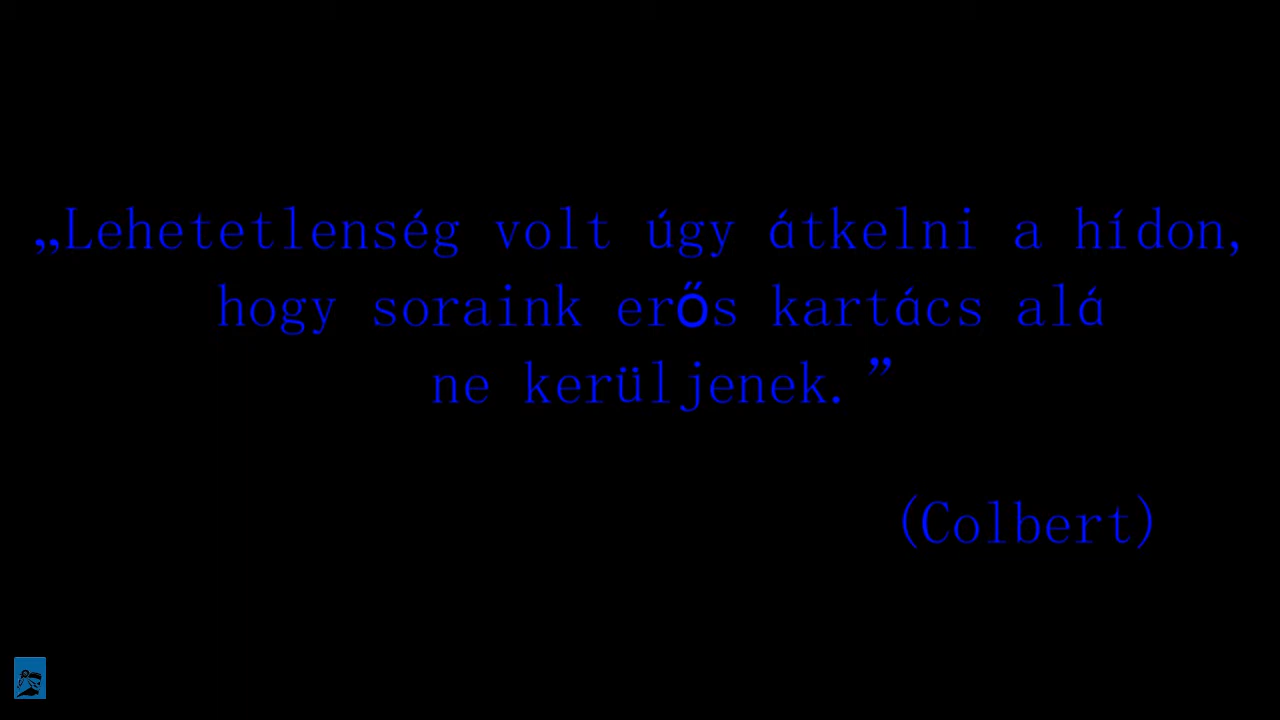 „Lehetetlenség volt úgy átkelni a hídon,
hogy soraink erős kartács alá
ne kerüljenek.”
(Colbert)